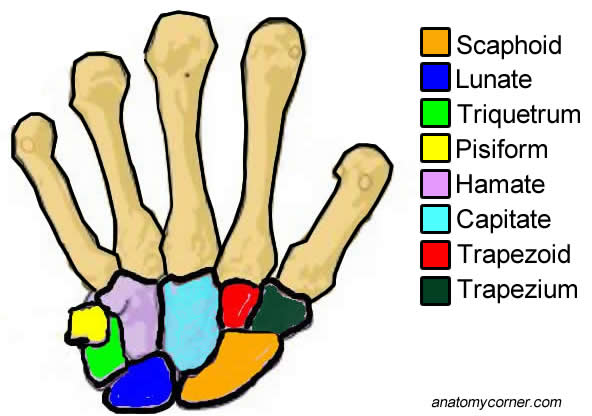 Scaphoid
Lunate
Triquetrum
Pisiform
Hamate
Capitate
Trapezoid
Trapezium
anatomycorner.com